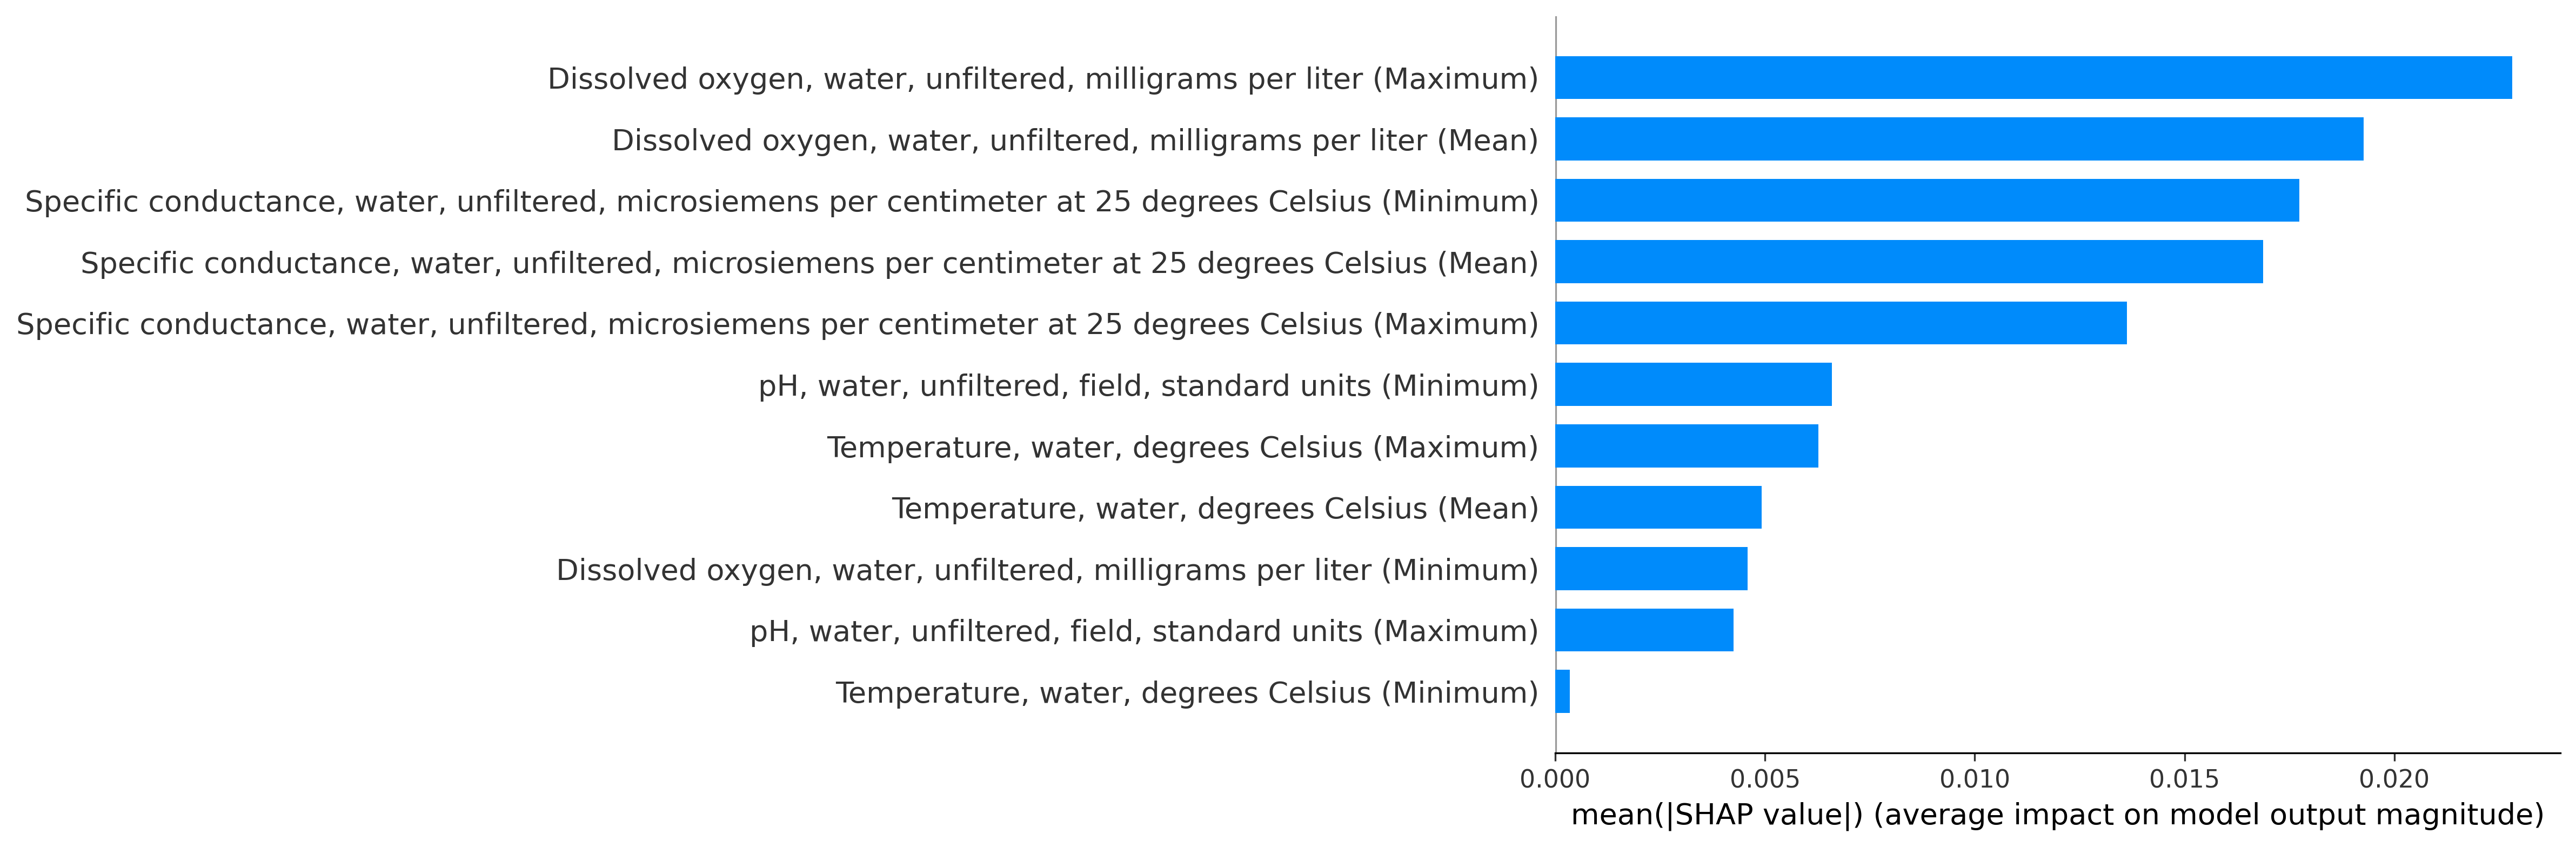 Dissolved oxygen, water, unfiltered, milligrams per liter (Maximum)
Dissolved oxygen, water, unfiltered, milligrams per liter (Mean)
Specific conductance, water, unfiltered, microsiemens per centimeter at 25 degrees Celsius (Minimum)
Specific conductance, water, unfiltered, microsiemens per centimeter at 25 degrees Celsius (Mean)
Specific conductance, water, unfiltered, microsiemens per centimeter at 25 degrees Celsius (Maximum)
pH, water, unfiltered, field, standard units (Minimum)
Temperature, water, degrees Celsius (Maximum)
Temperature, water, degrees Celsius (Mean)
Dissolved oxygen, water, unfiltered, milligrams per liter (Minimum)
pH, water, unfiltered, field, standard units (Maximum)
Temperature, water, degrees Celsius (Minimum)
0.000 0.005 0.010 0.015 0.020
mean(|SHAP value|) (average impact on model output magnitude)